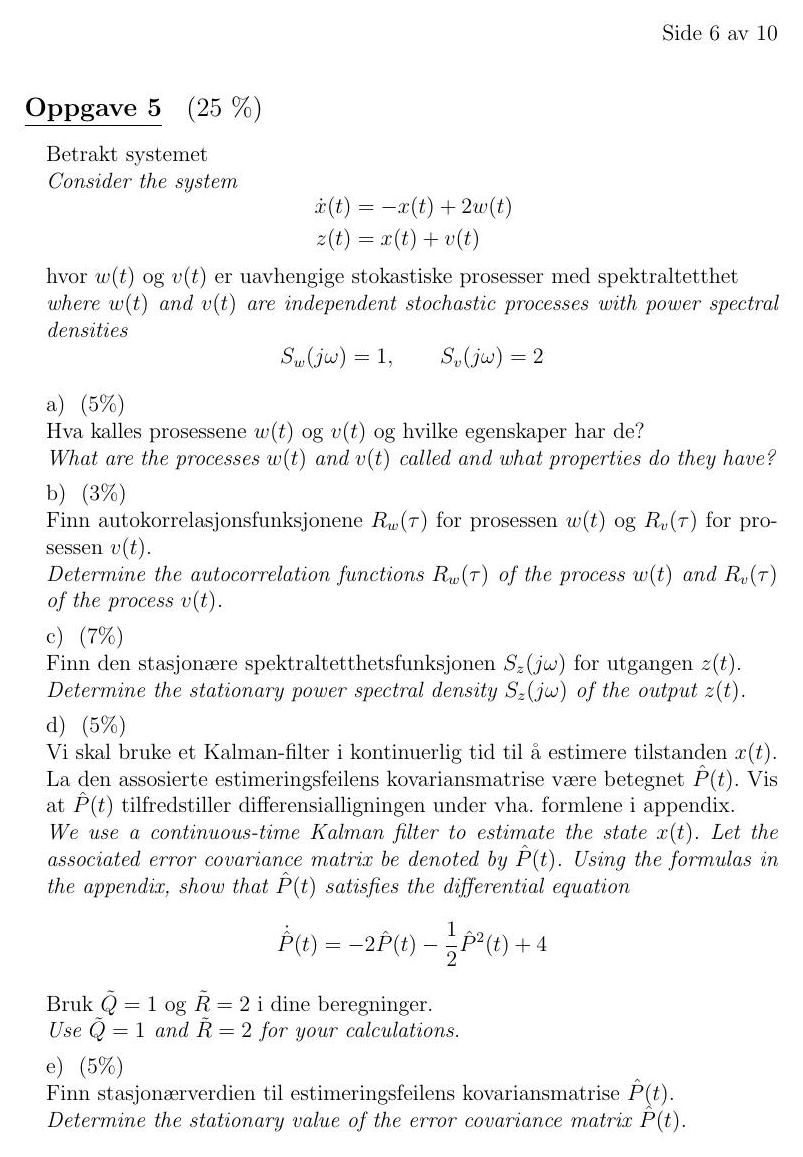 Side 6 av 10
Oppgave 5 (25 %)
Betrakt systemet
Consider the system
ẋ(t) = −x(t) + 2w(t)
z(t) = x(t) + v(t)
hvor w(t) og v(t) er uavhengige stokastiske prosesser med spektraltetthet
where w(t) and v(t) are independent stochastic processes with power spectral
densities
S_w(jω) = 1, S_v(jω) = 2
a) (5%)
Hva kalles prosessene w(t) og v(t) og hvilke egenskaper har de?
What are the processes w(t) and v(t) called and what properties do they have?
b) (3%)
Finn autokorrelasjonsfunksjonene R_w(τ) for prosessen w(t) og R_v(τ) for pro-
sessen v(t).
Determine the autocorrelation functions R_w(τ) of the process w(t) and R_v(τ)
of the process v(t).
c) (7%)
Finn den stasjonære spektraltetthetsfunksjonen S_z(jω) for utgangen z(t).
Determine the stationary power spectral density S_z(jω) of the output z(t).
d) (5%)
Vi skal bruke et Kalman-filter i kontinuerlig tid til å estimere tilstanden x(t).
La den assosierte estimeringsfeilens kovariansmatrise være betegnet P̂(t). Vis
at P̂(t) tilfredstiller differensialligningen under vha. formlene i appendix.
We use a continuous-time Kalman filter to estimate the state x(t). Let the
associated error covariance matrix be denoted by P̂(t). Using the formulas in
the appendix, show that P̂(t) satisfies the differential equation
P̂̇(t) = −2P̂(t) − 1/2 P̂²(t) + 4
Bruk Q̃ = 1 og R̃ = 2 i dine beregninger.
Use Q̃ = 1 and R̃ = 2 for your calculations.
e) (5%)
Finn stasjonærverdien til estimeringsfeilens kovariansmatrise P̂(t).
Determine the stationary value of the error covariance matrix P̂(t).